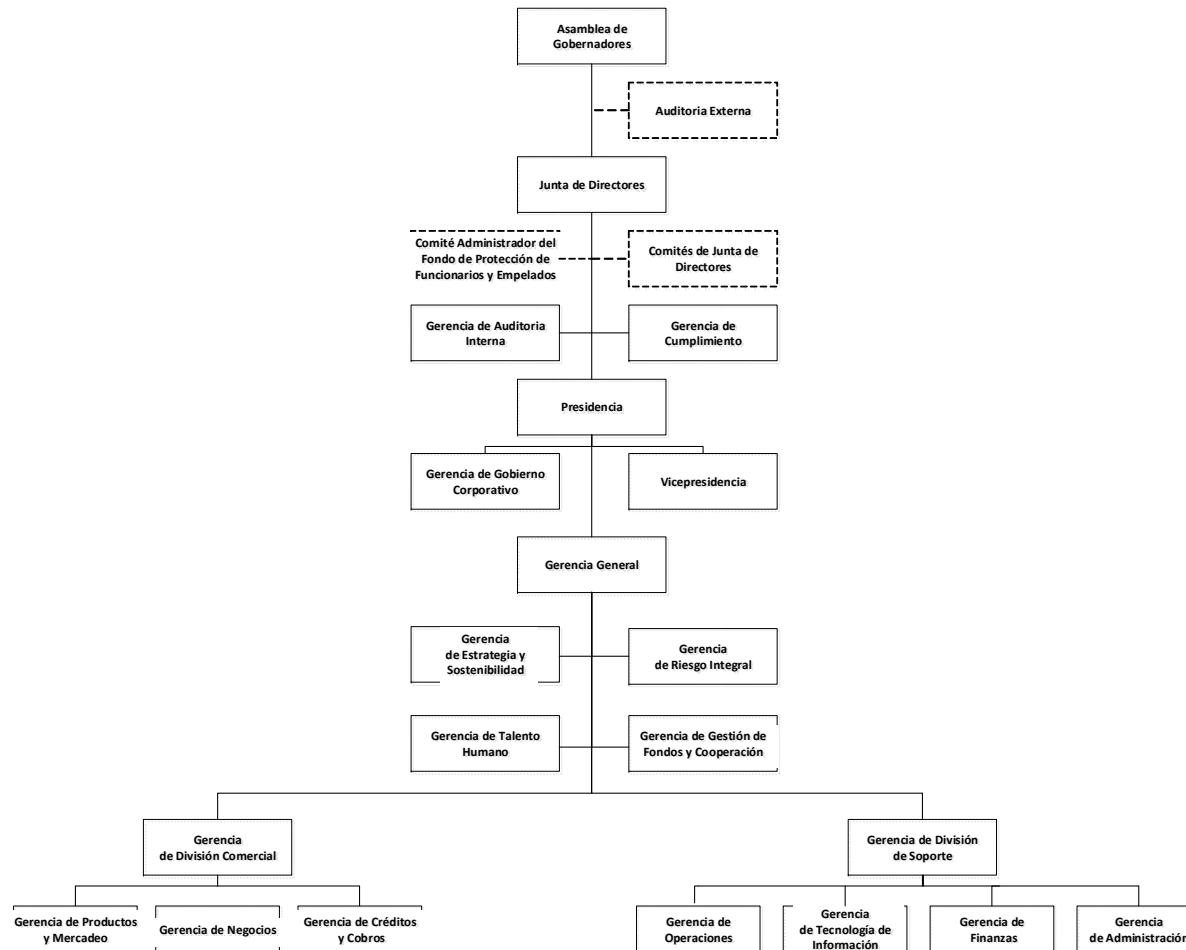 Asamblea de
Gobernadores
Auditoria Externa
Junta de Directores
Comité Administrador del
Fondo de Protección de
Funcionarios y Empelados
Comités de Junta de
Directores
Gerencia de Auditoria
Interna
Gerencia de
Cumplimiento
Presidencia
Gerencia de Gobierno
Corporativo
Vicepresidencia
Gerencia General
Gerencia
de Estrategia y
Sostenibilidad
Gerencia
de Riesgo Integral
Gerencia de Talento
Humano
Gerencia de Gestión de
Fondos y Cooperación
Gerencia
de División Comercial
Gerencia de División
de Soporte
Gerencia de Productos
y Mercadeo
Gerencia de Negocios
Gerencia de Créditos
y Cobros
Gerencia de
Operaciones
Gerencia
de Tecnología de
Información
Gerencia de
Finanzas
Gerencia
de Administración